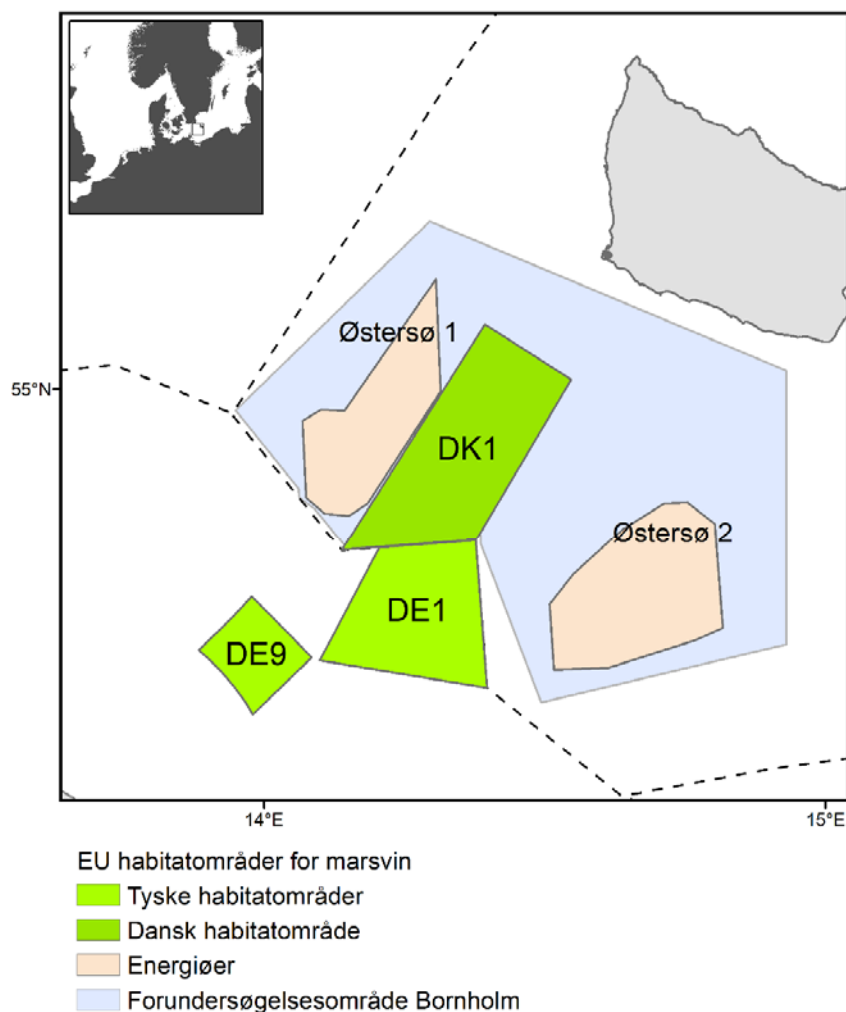 Østersø 1
55°N
DK1
Østersø 2
DE1
DE9
14°E
15°E
EU habitatområder for marsvin
Tyske habitatområder
Dansk habitatområde
Energiøer
Forundersøgelsesområde Bornholm